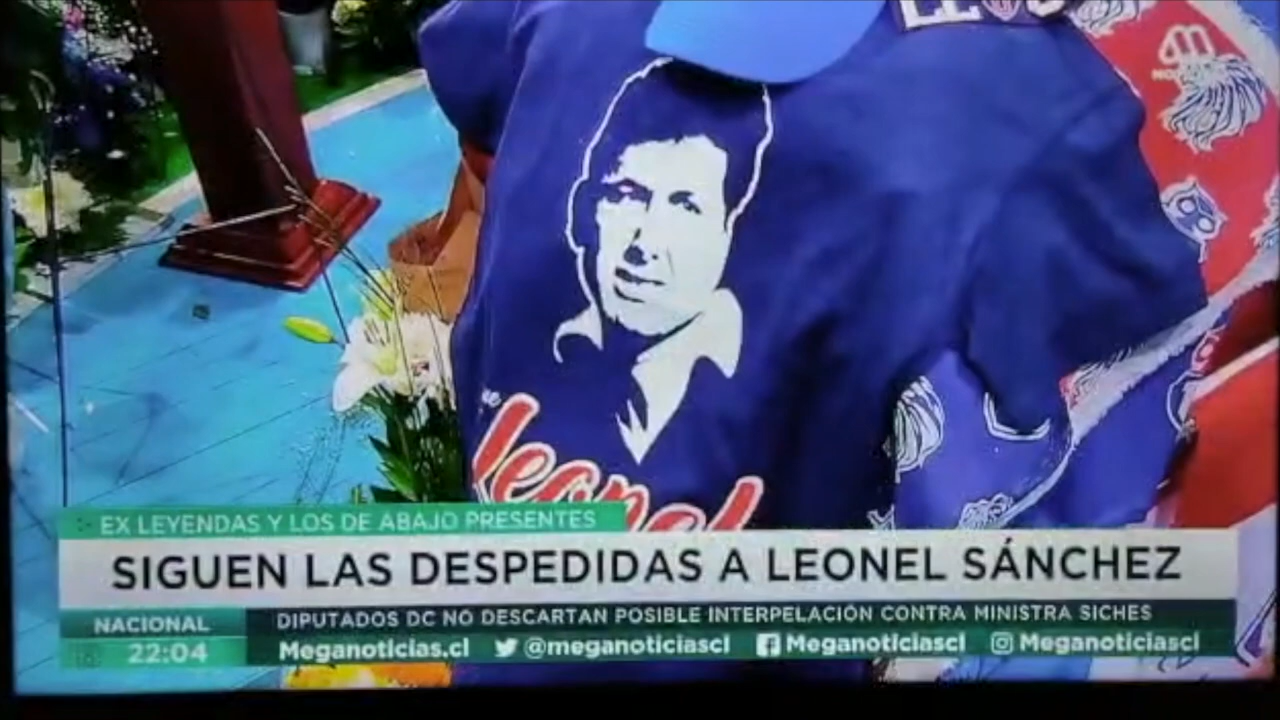 Leonel
EX LEYENDAS Y LOS DE ABAJO PRESENTES
SIGUEN LAS DESPEDIDAS A LEONEL SÁNCHEZ
NACIONAL
DIPUTADOS DC NO DESCARTAN POSIBLE INTERPELACIÓN CONTRA MINISTRA SICHES
22:04
Meganoticias.cl @meganoticiascl Meganoticiascl Meganoticiascl